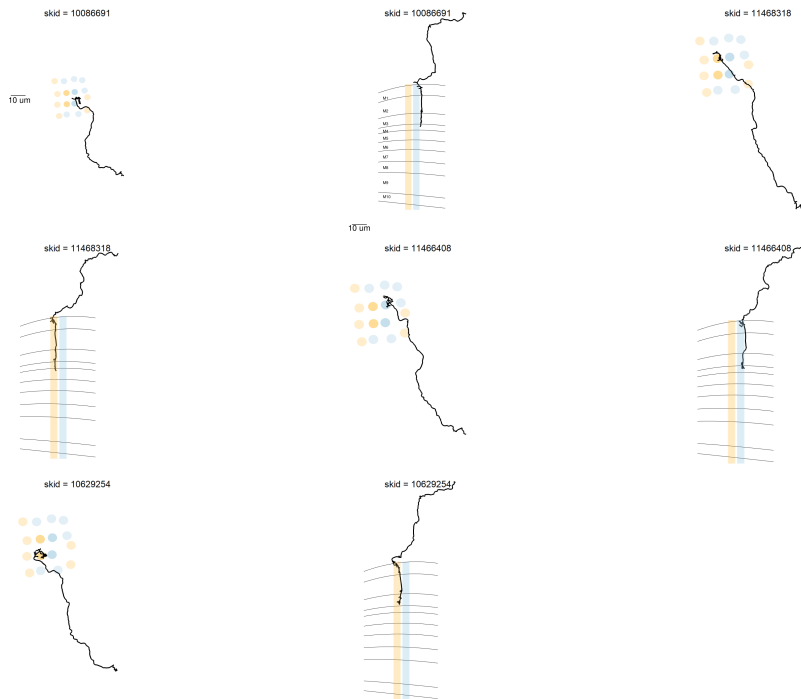 skid = 10086691
skid = 10086691
skid = 11468318
10 um
M1
M2
M3
M4
M5
M6
M7
M8
M9
M10
10 um
skid = 11468318
skid = 11466408
skid = 11466408
skid = 10629254
skid = 10629254